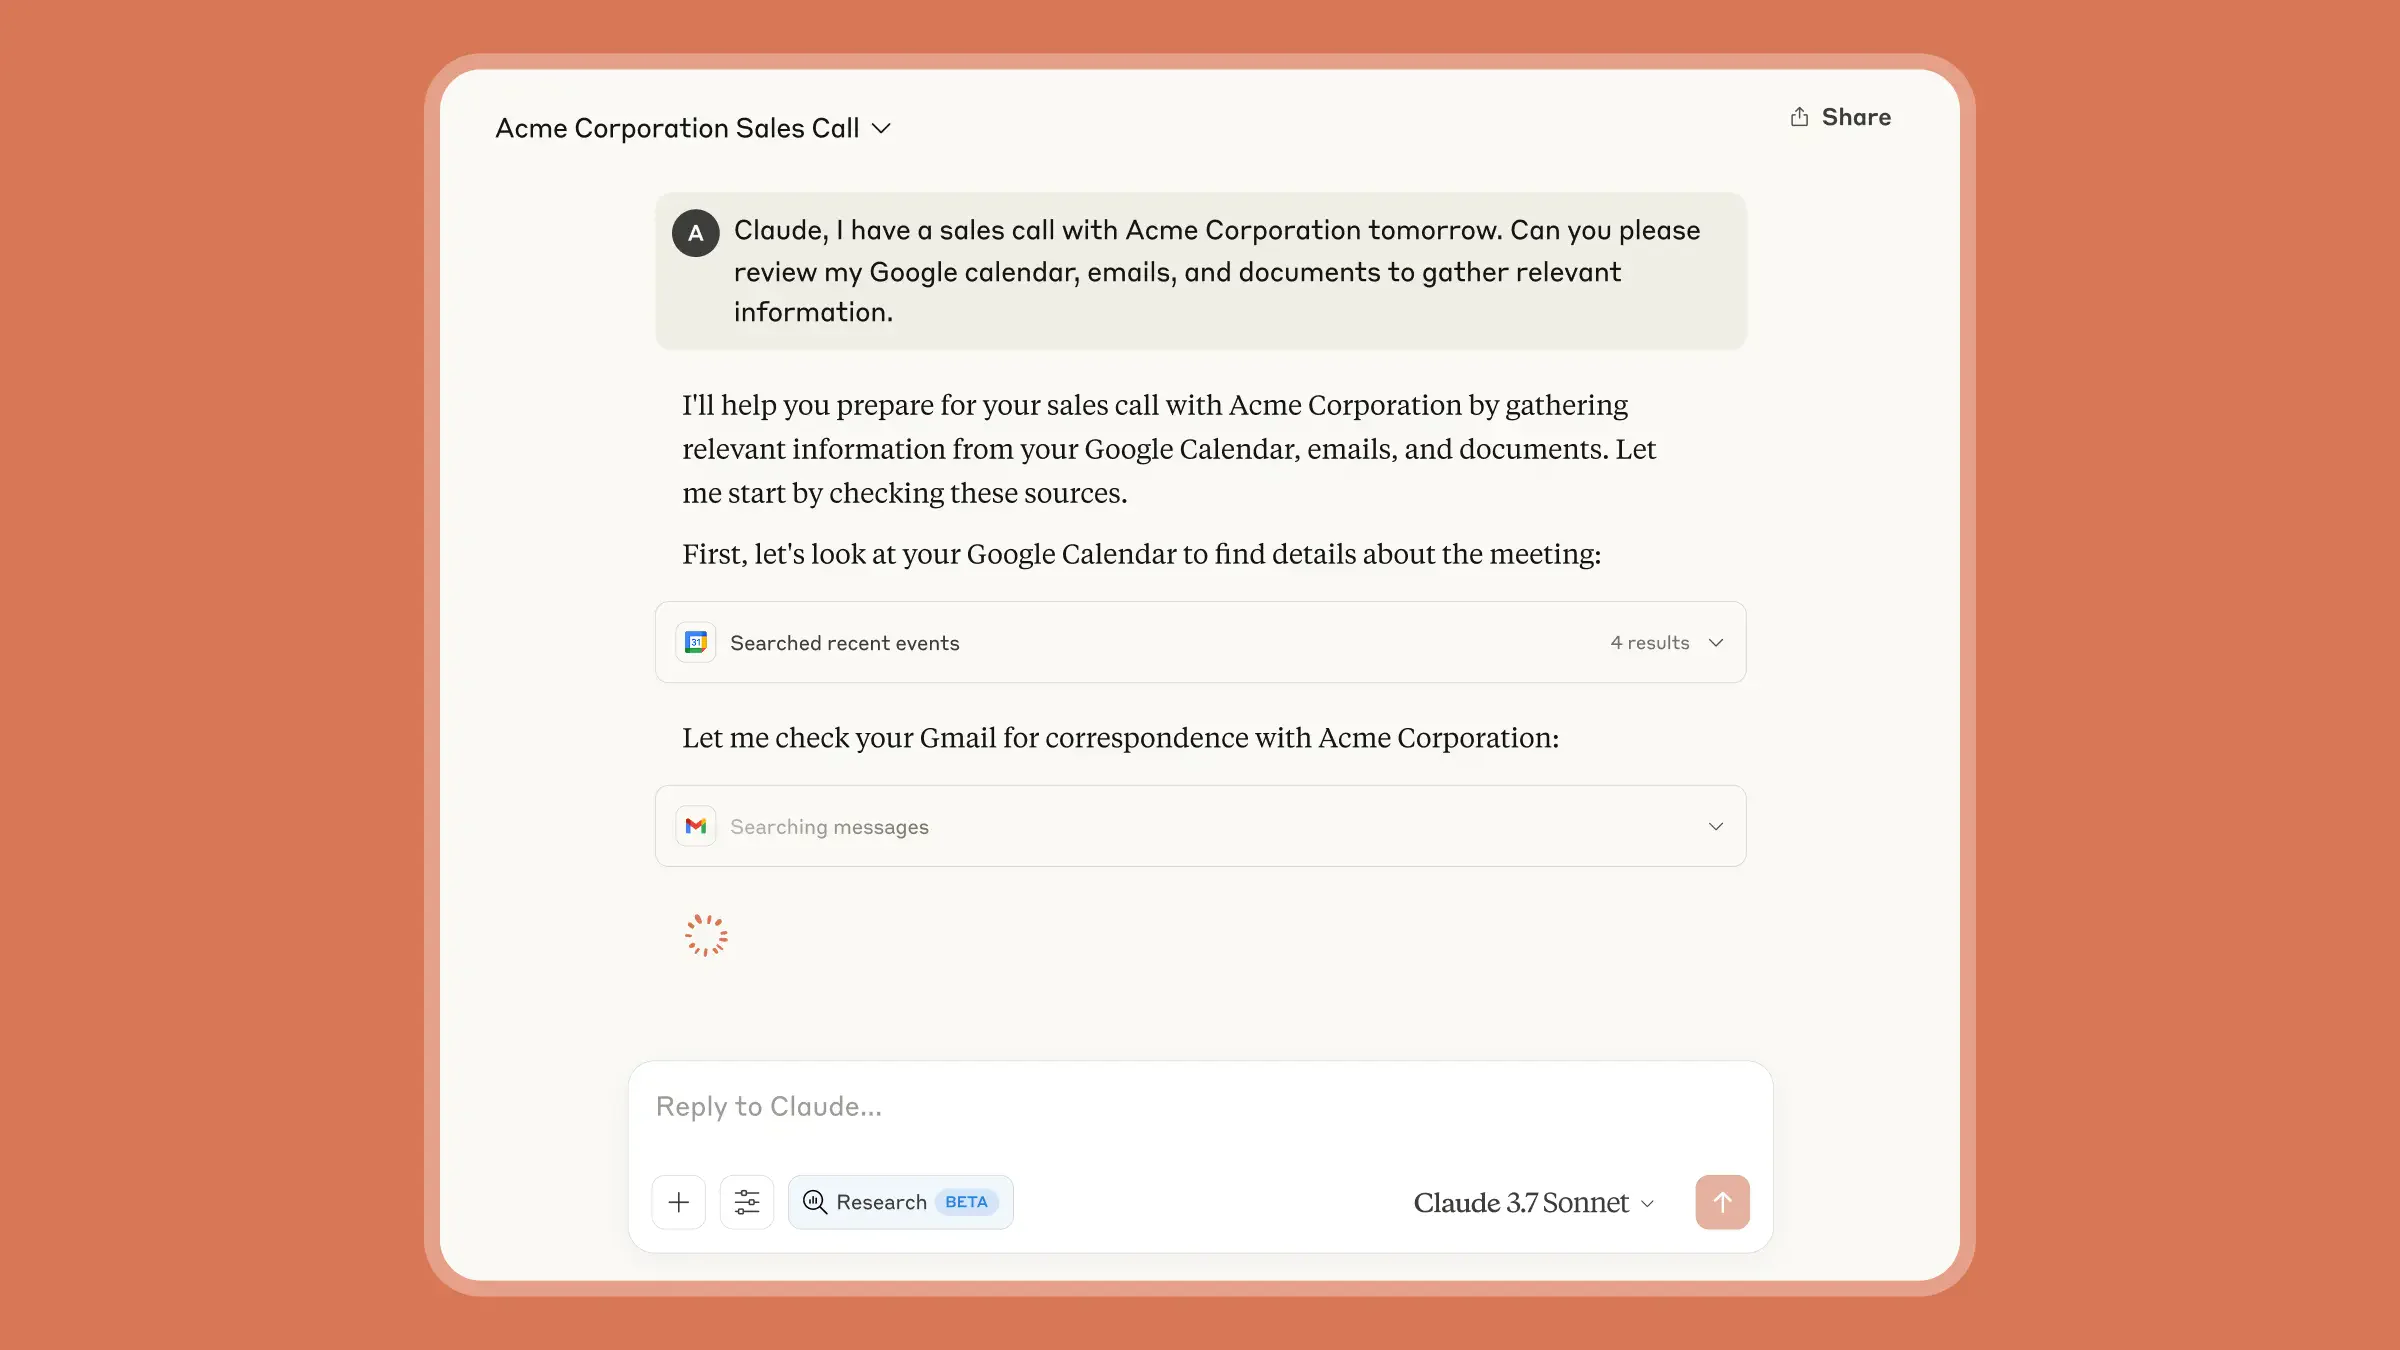 Acme Corporation Sales Call
Share
A
Claude, I have a sales call with Acme Corporation tomorrow. Can you please
review my Google calendar, emails, and documents to gather relevant
information.
I'll help you prepare for your sales call with Acme Corporation by gathering
relevant information from your Google Calendar, emails, and documents. Let
me start by checking these sources.
First, let's look at your Google Calendar to find details about the meeting:
31
Searched recent events
4 results
Let me check your Gmail for correspondence with Acme Corporation:
Searching messages
Reply to Claude...
Research BETA
Claude 3.7 Sonnet